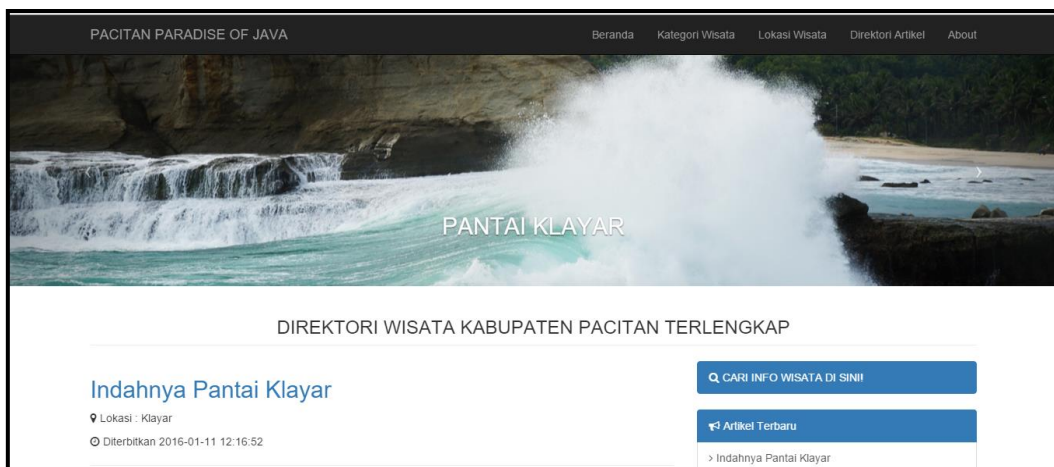 PACITAN PARADISE OF JAVA
Beranda Kategori Wisata Lokasi Wisata Direktori Artikel About
PANTAI KLAYAR
DIREKTORI WISATA KABUPATEN PACITAN TERLENGKAP
Indahnya Pantai Klayar
Lokasi : Klayar
Diterbitkan 2016-01-11 12:16:52
CARI INFO WISATA DI SINI!
Artikel Terbaru
> Indahnya Pantai Klayar